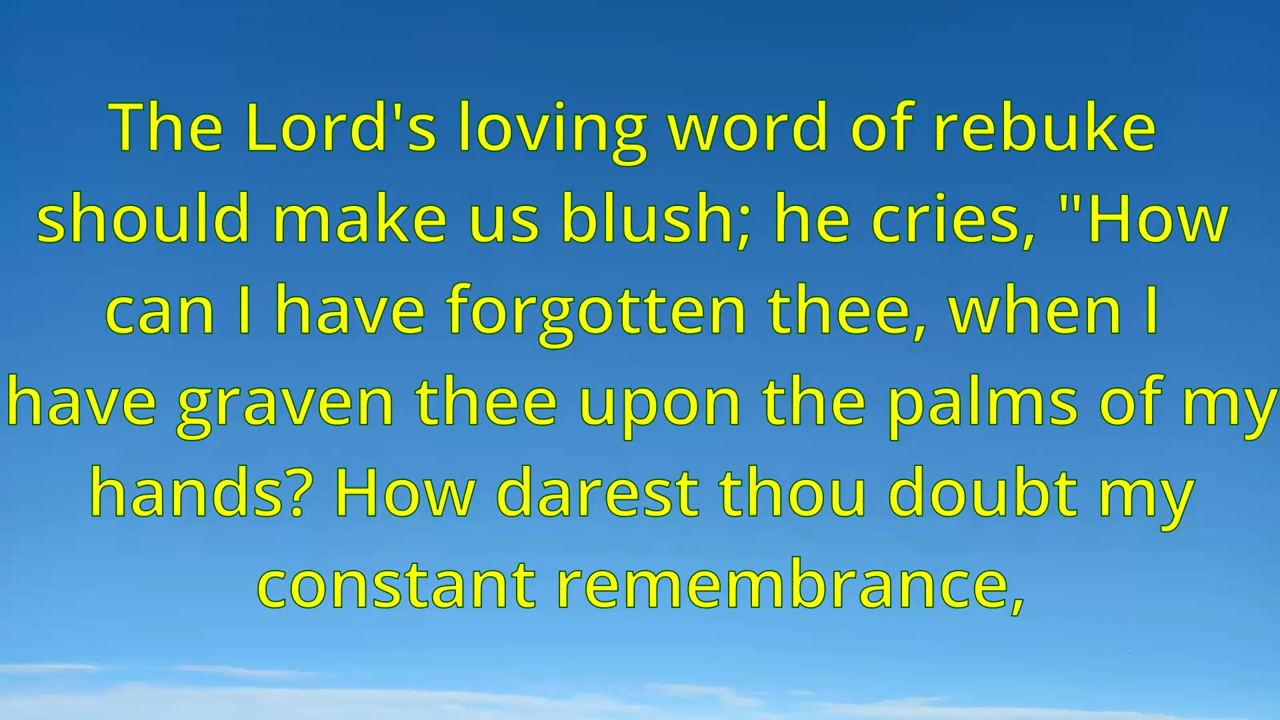 The Lord's loving word of rebuke
should make us blush; he cries, "How
can I have forgotten thee, when I
have graven thee upon the palms of my
hands? How darest thou doubt my
constant remembrance,